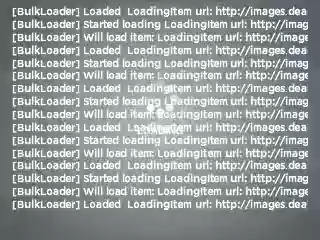 [BulkLoader] Loaded LoadingItem url: http://images.dea
[BulkLoader] Started loading LoadingItem url: http://imag
[BulkLoader] Will load item: LoadingItem url: http://image
[BulkLoader] Loaded LoadingItem url: http://images.dea
[BulkLoader] Started loading LoadingItem url: http://imag
[BulkLoader] Will load item: LoadingItem url: http://image
[BulkLoader] Loaded LoadingItem url: http://images.dea
[BulkLoader] Started loading LoadingItem url: http://imag
[BulkLoader] Will load item: LoadingItem url: http://image
[BulkLoader] Loaded LoadingItem url: http://images.dea
[BulkLoader] Started loading LoadingItem url: http://imag
[BulkLoader] Will load item: LoadingItem url: http://image
[BulkLoader] Loaded LoadingItem url: http://images.dea
[BulkLoader] Started loading LoadingItem url: http://imag
[BulkLoader] Will load item: LoadingItem url: http://image
[BulkLoader] Loaded LoadingItem url: http://images.dea